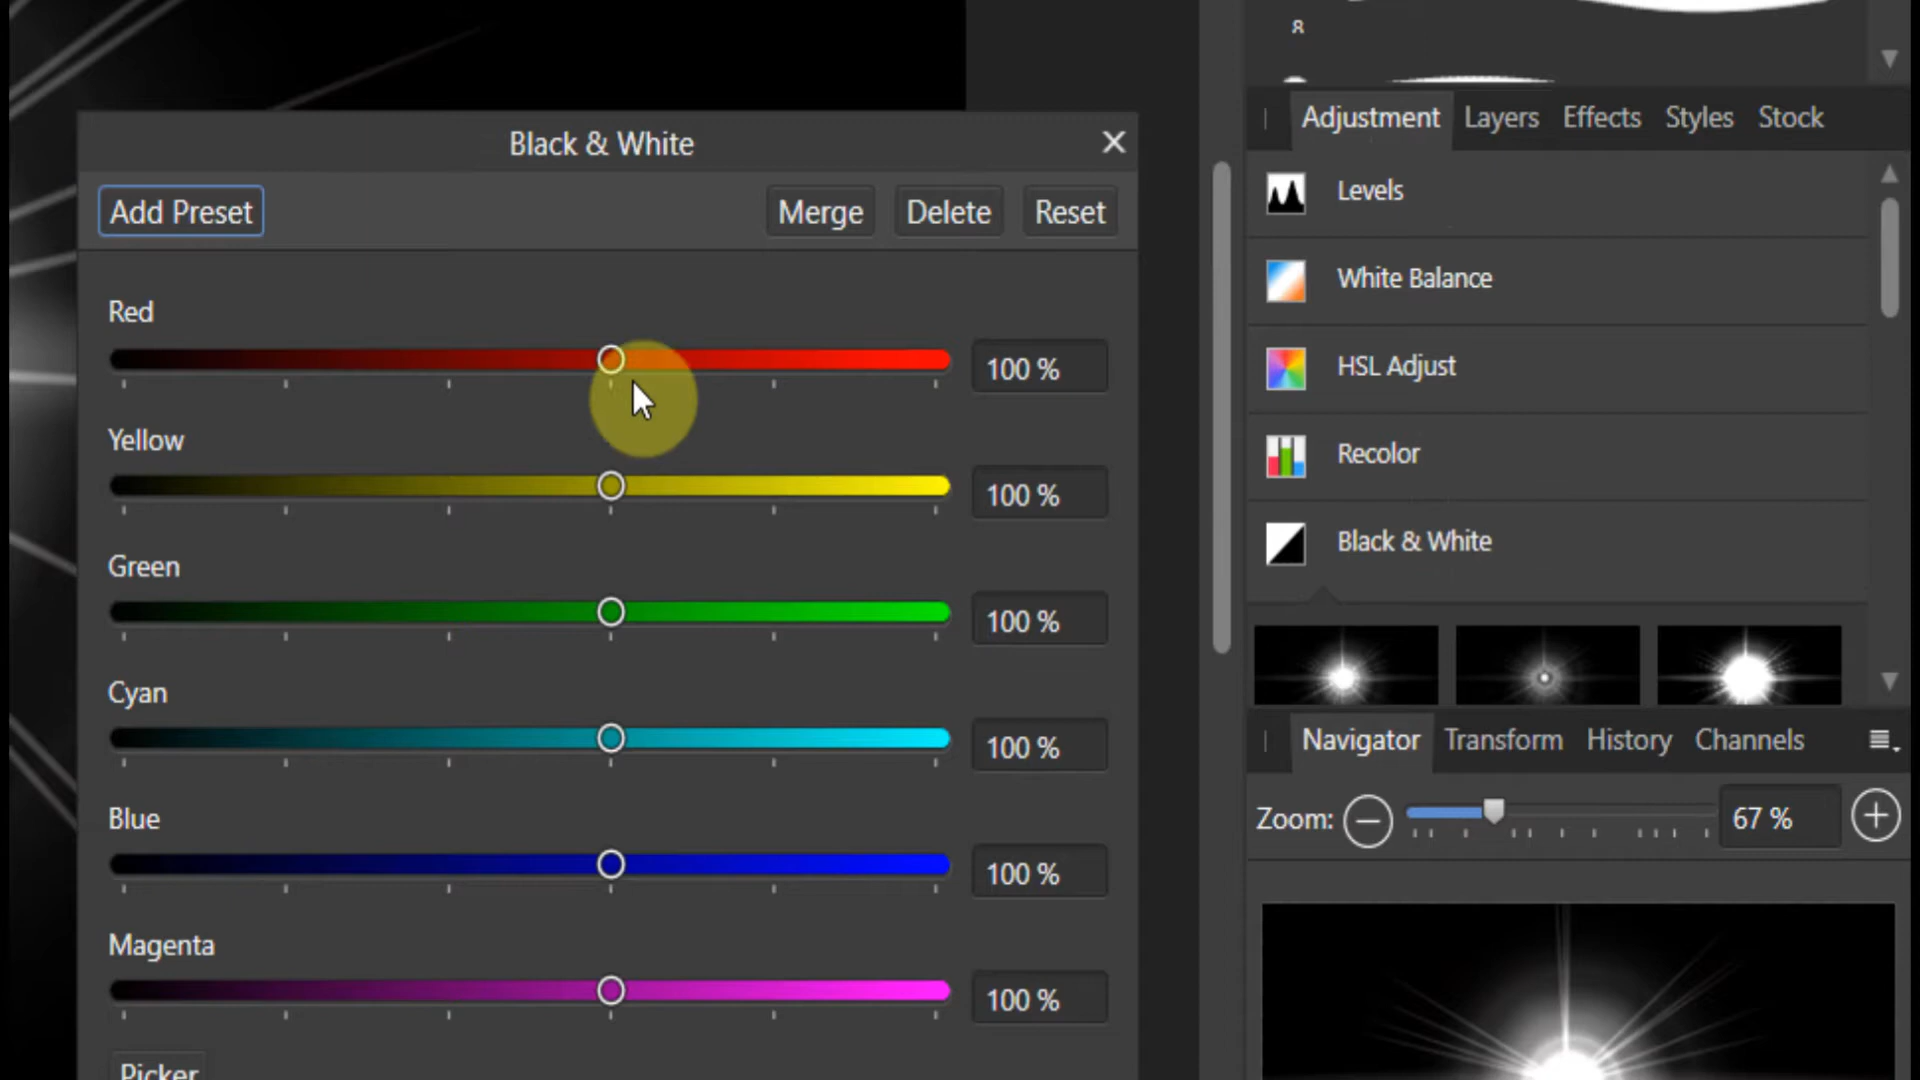 8
Adjustment Layers Effects Styles Stock
Black & White
Add Preset Merge Delete Reset
Red
100 %
Yellow
100 %
Green
100 %
Cyan
100 %
Blue
100 %
Magenta
100 %
Picker
Levels
White Balance
HSL Adjust
Recolor
Black & White
Navigator Transform History Channels
Zoom: 67 %